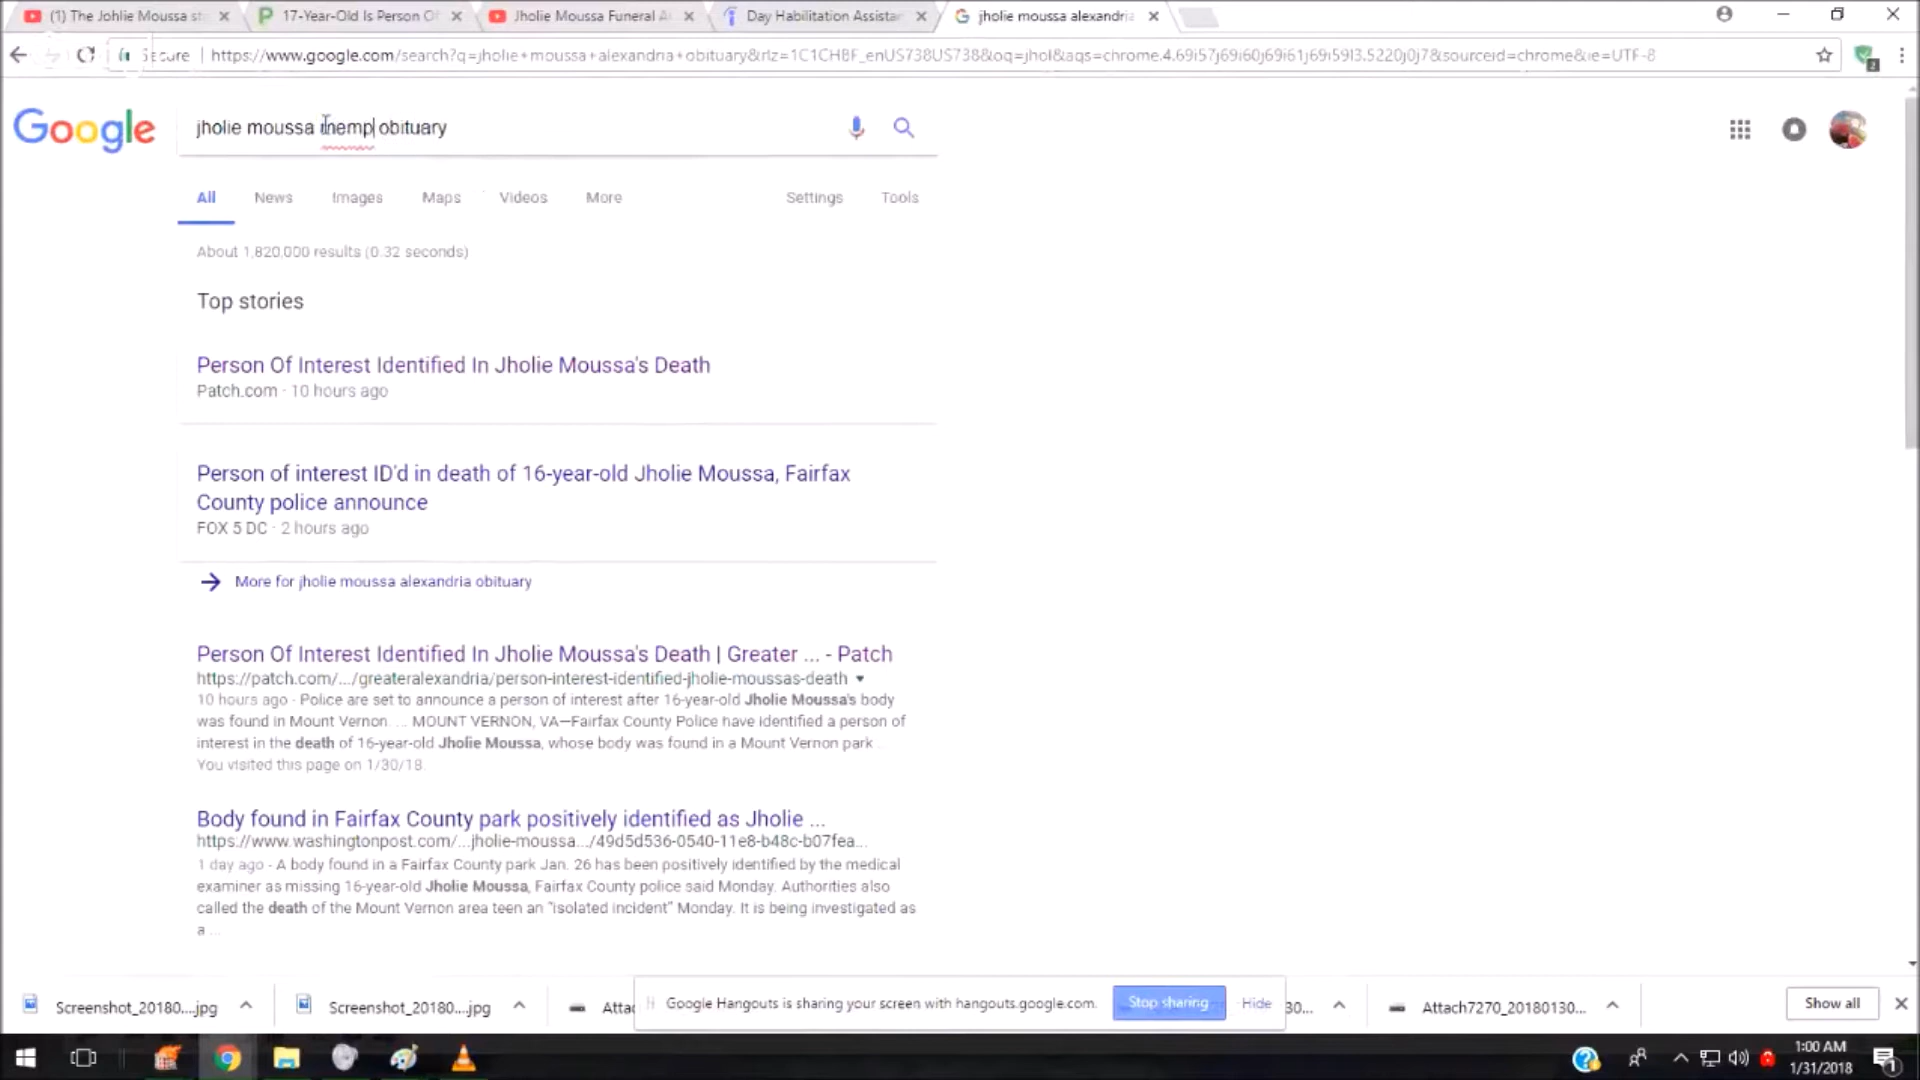 (1) The Johlie Moussa st
17-Year-Old Is Person Of
Jholie Moussa Funeral A
Day Habilitation Assistan
jholie moussa alexandria
https://www.google.com/search?q=jholie+moussa+alexandria+obituary&rlz=1C1CHBF_enUS738US738&oq=jhol&aqs=chrome.4.69i57j69i60j69i61j69i59l3.5220j0j7&sourceid=chrome&ie=UTF-8
2
Google
jholie moussa themp obituary
All
News
Images
Maps
Videos
More
Settings
Tools
About 1,820,000 results (0.32 seconds)
Top stories
Person Of Interest Identified In Jholie Moussa's Death
Patch.com · 10 hours ago
Person of interest ID'd in death of 16-year-old Jholie Moussa, Fairfax
County police announce
FOX 5 DC · 2 hours ago
More for jholie moussa alexandria obituary
Person Of Interest Identified In Jholie Moussa's Death | Greater ... - Patch
https://patch.com/.../greateralexandria/person-interest-identified-jholie-moussas-death
10 hours ago - Police are set to announce a person of interest after 16-year-old Jholie Moussa's body
was found in Mount Vernon. ... MOUNT VERNON, VA—Fairfax County Police have identified a person of
interest in the death of 16-year-old Jholie Moussa, whose body was found in a Mount Vernon park
You visited this page on 1/30/18.
Body found in Fairfax County park positively identified as Jholie ...
https://www.washingtonpost.com/...jholie-moussa.../49d5d536-0540-11e8-b48c-b07fea...
1 day ago - A body found in a Fairfax County park Jan. 26 has been positively identified by the medical
examiner as missing 16-year-old Jholie Moussa, Fairfax County police said Monday. Authorities also
called the death of the Mount Vernon area teen an "isolated incident" Monday. It is being investigated as
a ...
Screenshot_20180....jpg
Screenshot_20180....jpg
Attac
Google Hangouts is sharing your screen with hangouts.google.com.
Stop sharing
Hide
30...
Attach7270_20180130...
Show all
1:00 AM
1/31/2018
1